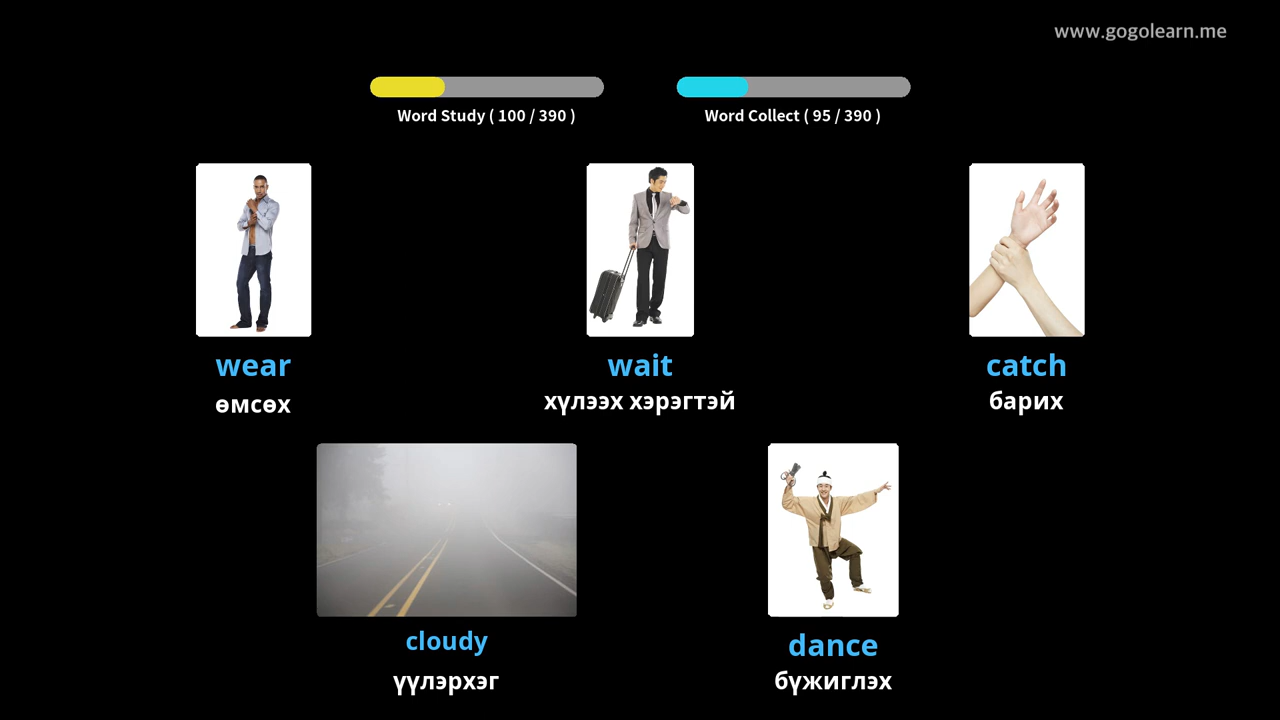 www.gogolearn.me
Word Study ( 100 / 390 )
Word Collect ( 95 / 390 )
wear
өмсөх
wait
хүлээх хэрэгтэй
catch
барих
cloudy
үүлэрхэг
dance
бүжиглэх